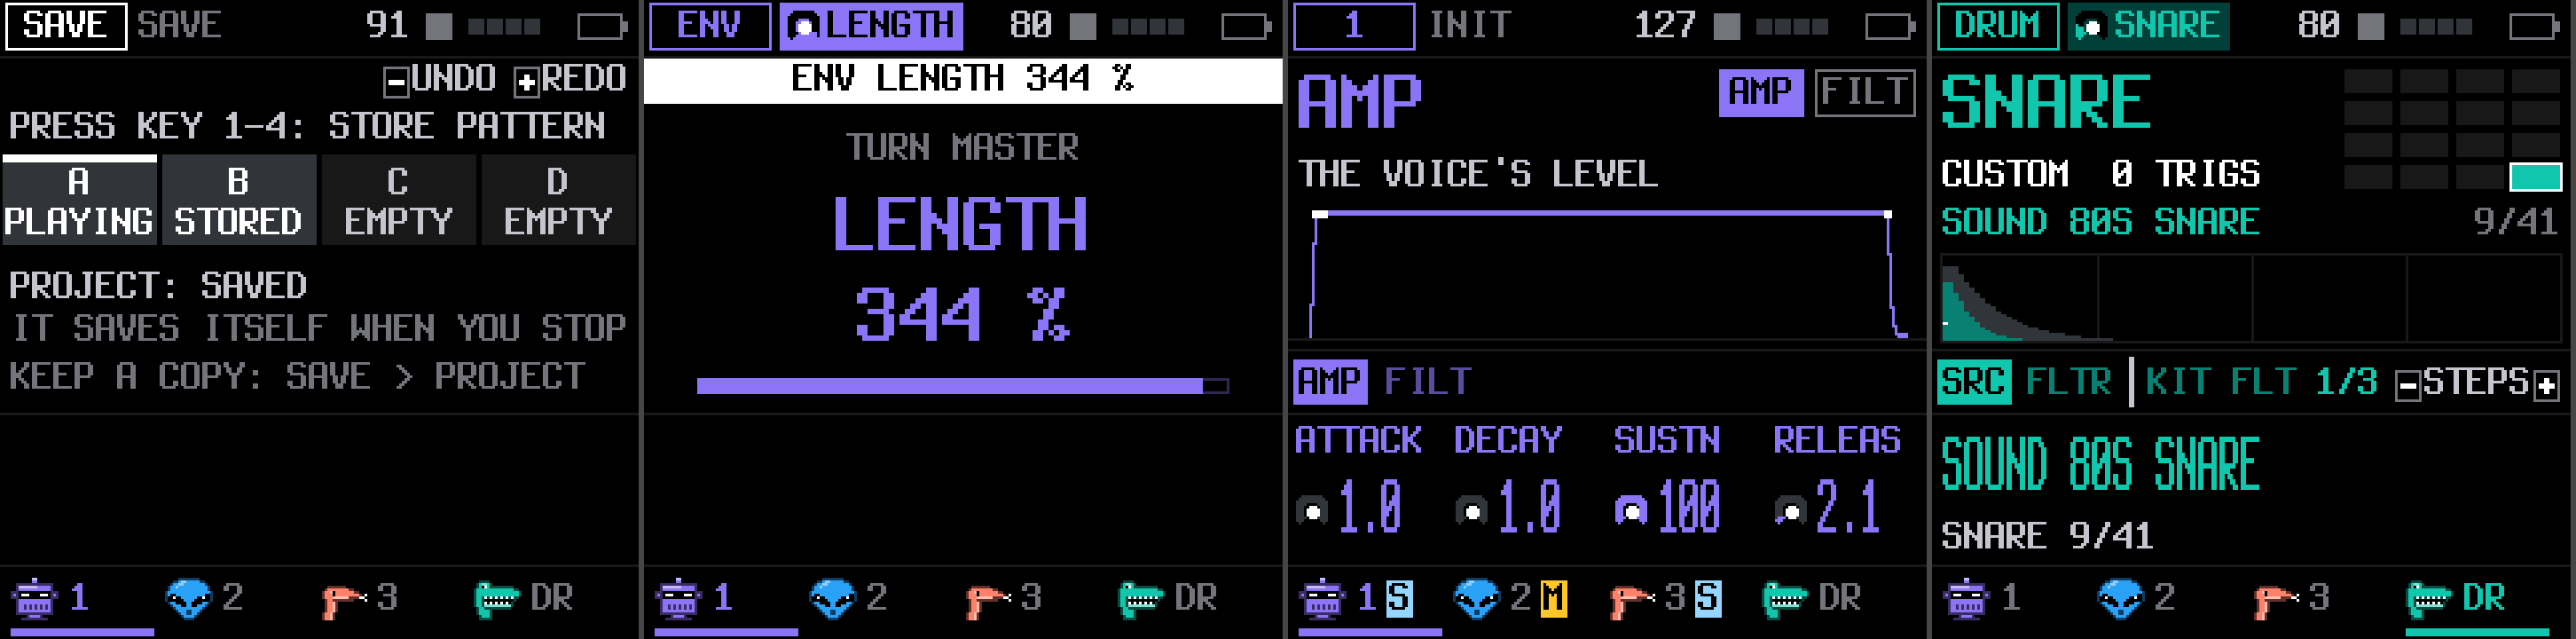 SAVE SAVE 91
-UNDO +REDO
PRESS KEY 1-4: STORE PATTERN
A B C D
PLAYING STORED EMPTY EMPTY
PROJECT: SAVED
IT SAVES ITSELF WHEN YOU STOP
KEEP A COPY: SAVE > PROJECT
1 2 3 DR
ENV LENGTH 80
ENV LENGTH 344 %
TURN MASTER
LENGTH
344 %
1 2 3 DR
1 INIT 127
AMP AMP FILT
THE VOICE'S LEVEL
AMP FILT
ATTACK DECAY SUSTN RELEAS
1.0 1.0 100 2.1
1 S 2 M 3 S DR
DRUM SNARE 80
SNARE
CUSTOM 0 TRIGS
SOUND 80S SNARE 9/41
SRC FLTR KIT FLT 1/3 -STEPS+
SOUND 80S SNARE
SNARE 9/41
1 2 3 DR